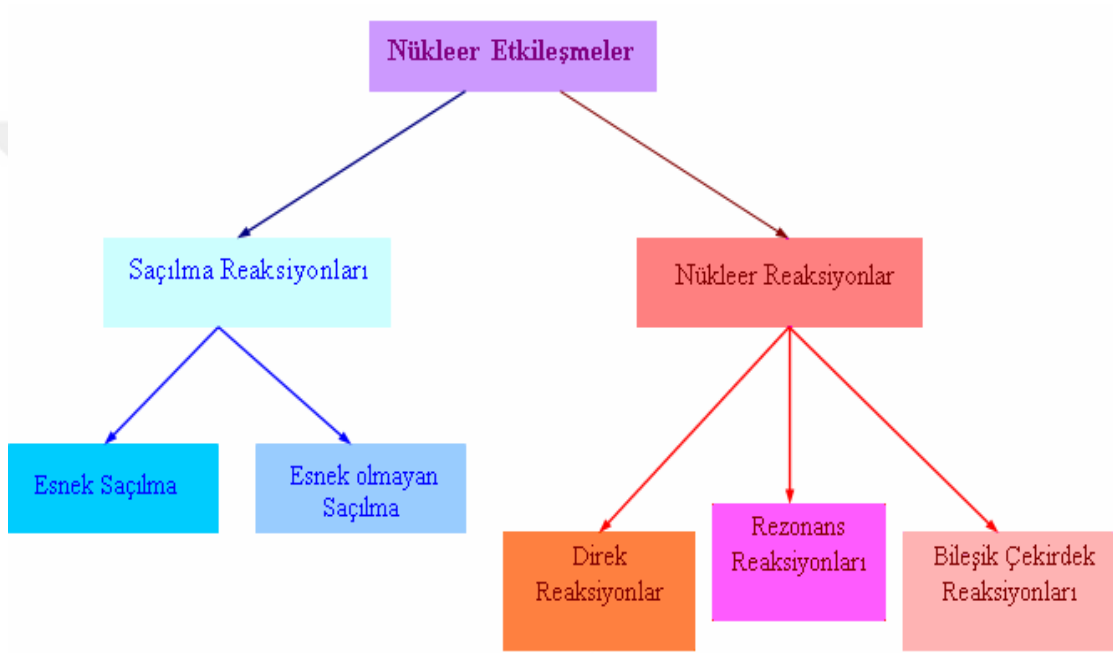 Nükleer Etkileşmeler
Saçılma Reaksiyonları
Nükleer Reaksiyonlar
Esnek Saçılma
Esnek olmayan
Saçılma
Direk
Reaksiyonlar
Rezonans
Reaksiyonları
Bileşik Çekirdek
Reaksiyonları